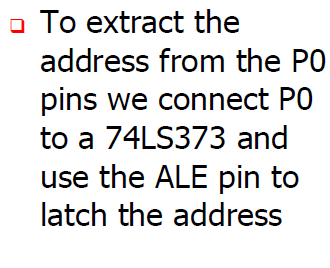 To extract the
address from the P0
pins we connect P0
to a 74LS373 and
use the ALE pin to
latch the address